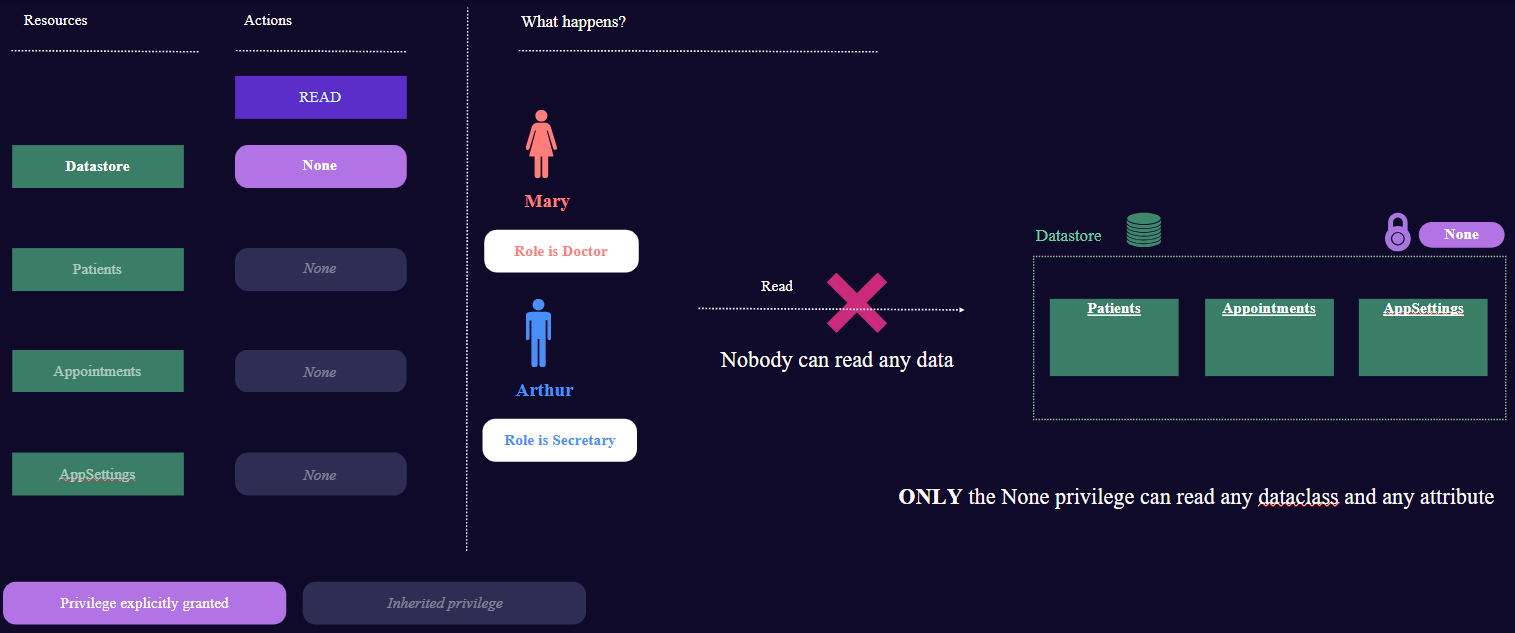 Resources
Actions
What happens?
READ
Datastore
None
Patients
None
Appointments
None
AppSettings
None
Mary
Role is Doctor
Arthur
Role is Secretary
Read
Nobody can read any data
Datastore
None
Patients
Appointments
AppSettings
ONLY the None privilege can read any dataclass and any attribute
Privilege explicitly granted
Inherited privilege